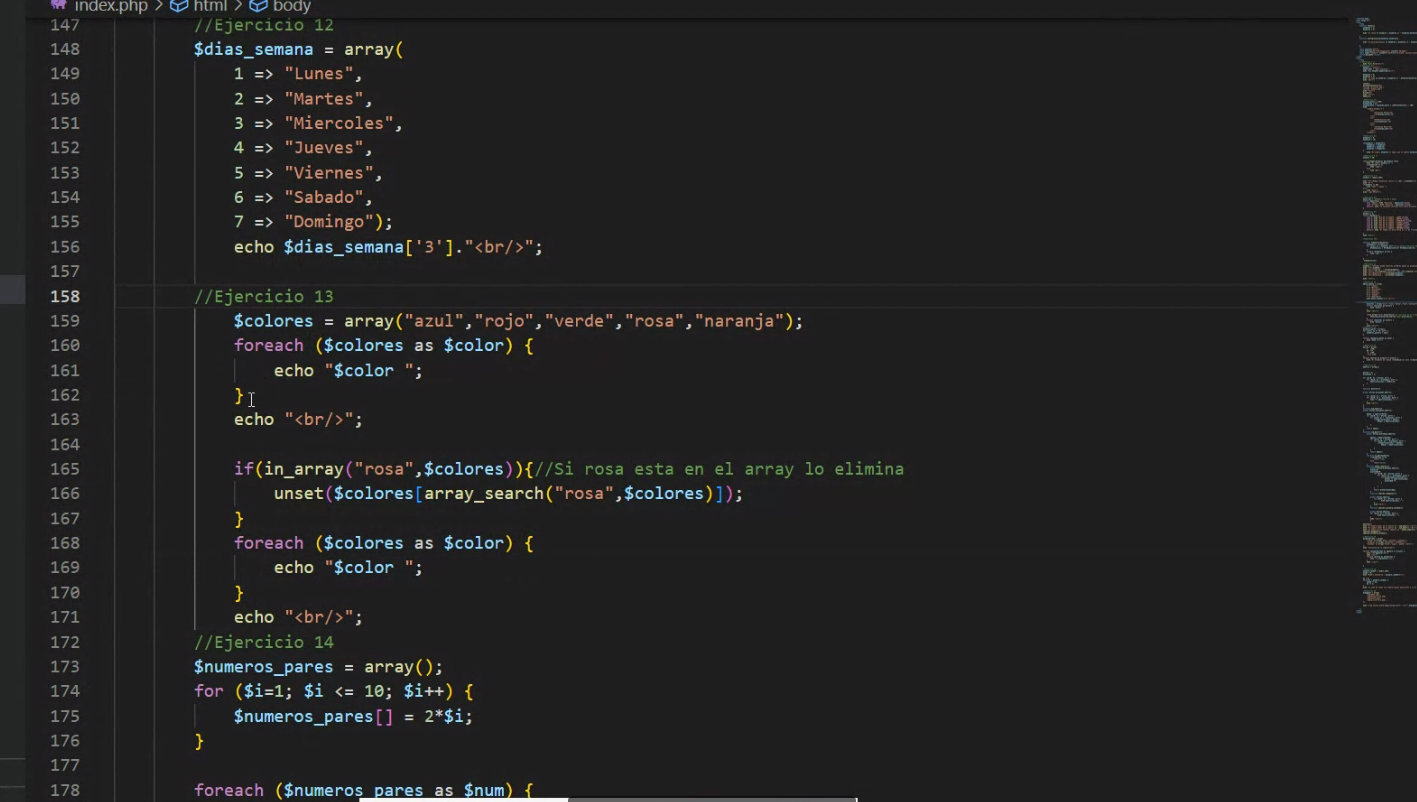 index.php > html > body
147 //Ejercicio 12
148 $dias_semana = array(
149 1 => "Lunes",
150 2 => "Martes",
151 3 => "Miercoles",
152 4 => "Jueves",
153 5 => "Viernes",
154 6 => "Sabado",
155 7 => "Domingo");
156 echo $dias_semana['3']."<br/>";
157
158 //Ejercicio 13
159 $colores = array("azul","rojo","verde","rosa","naranja");
160 foreach ($colores as $color) {
161 echo "$color ";
162 }
163 echo "<br/>";
164
165 if(in_array("rosa",$colores)){//Si rosa esta en el array lo elimina
166 unset($colores[array_search("rosa",$colores)]);
167 }
168 foreach ($colores as $color) {
169 echo "$color ";
170 }
171 echo "<br/>";
172 //Ejercicio 14
173 $numeros_pares = array();
174 for ($i=1; $i <= 10; $i++) {
175 $numeros_pares[] = 2*$i;
176 }
177
178 foreach ($numeros_pares as $num) {